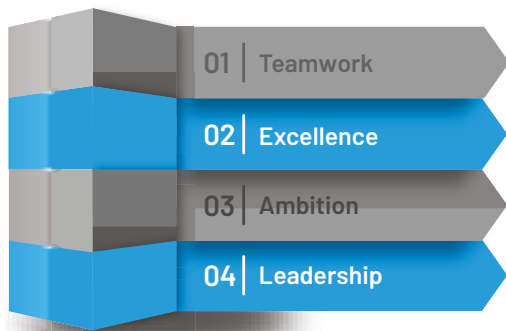 01 | Teamwork
02 | Excellence
03 | Ambition
04 | Leadership